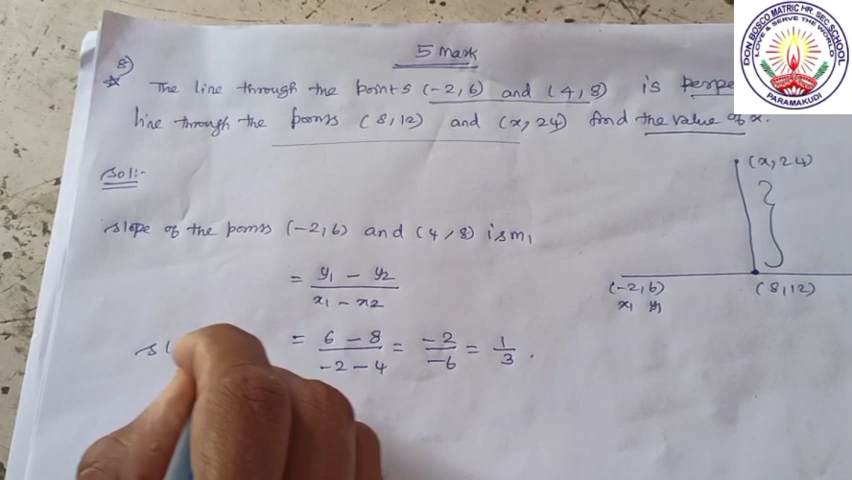 5 Mark
8)
The line through the points (-2, 6) and (4, 8) is perpe
line through the points (8, 12) and (x, 24) find the value of x.
Sol:-
slope of the points (-2, 6) and (4, 8) is m₁
= y₁ - y₂ / x₁ - x₂
= 6 - 8 / -2 - 4 = -2 / -6 = 1/3 .
sl
(x, 24)
(-2, 6)
x₁ y₁
(8, 12)
DON BOSCO MATRIC HR. SEC SCHOOL
LOVE & SERVE THE WORLD
PARAMAKUDI